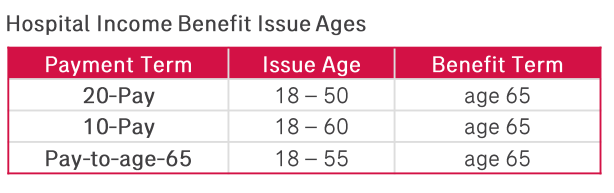 Hospital Income Benefit Issue Ages
Payment Term Issue Age Benefit Term
20-Pay 18 – 50 age 65
10-Pay 18 – 60 age 65
Pay-to-age-65 18 – 55 age 65